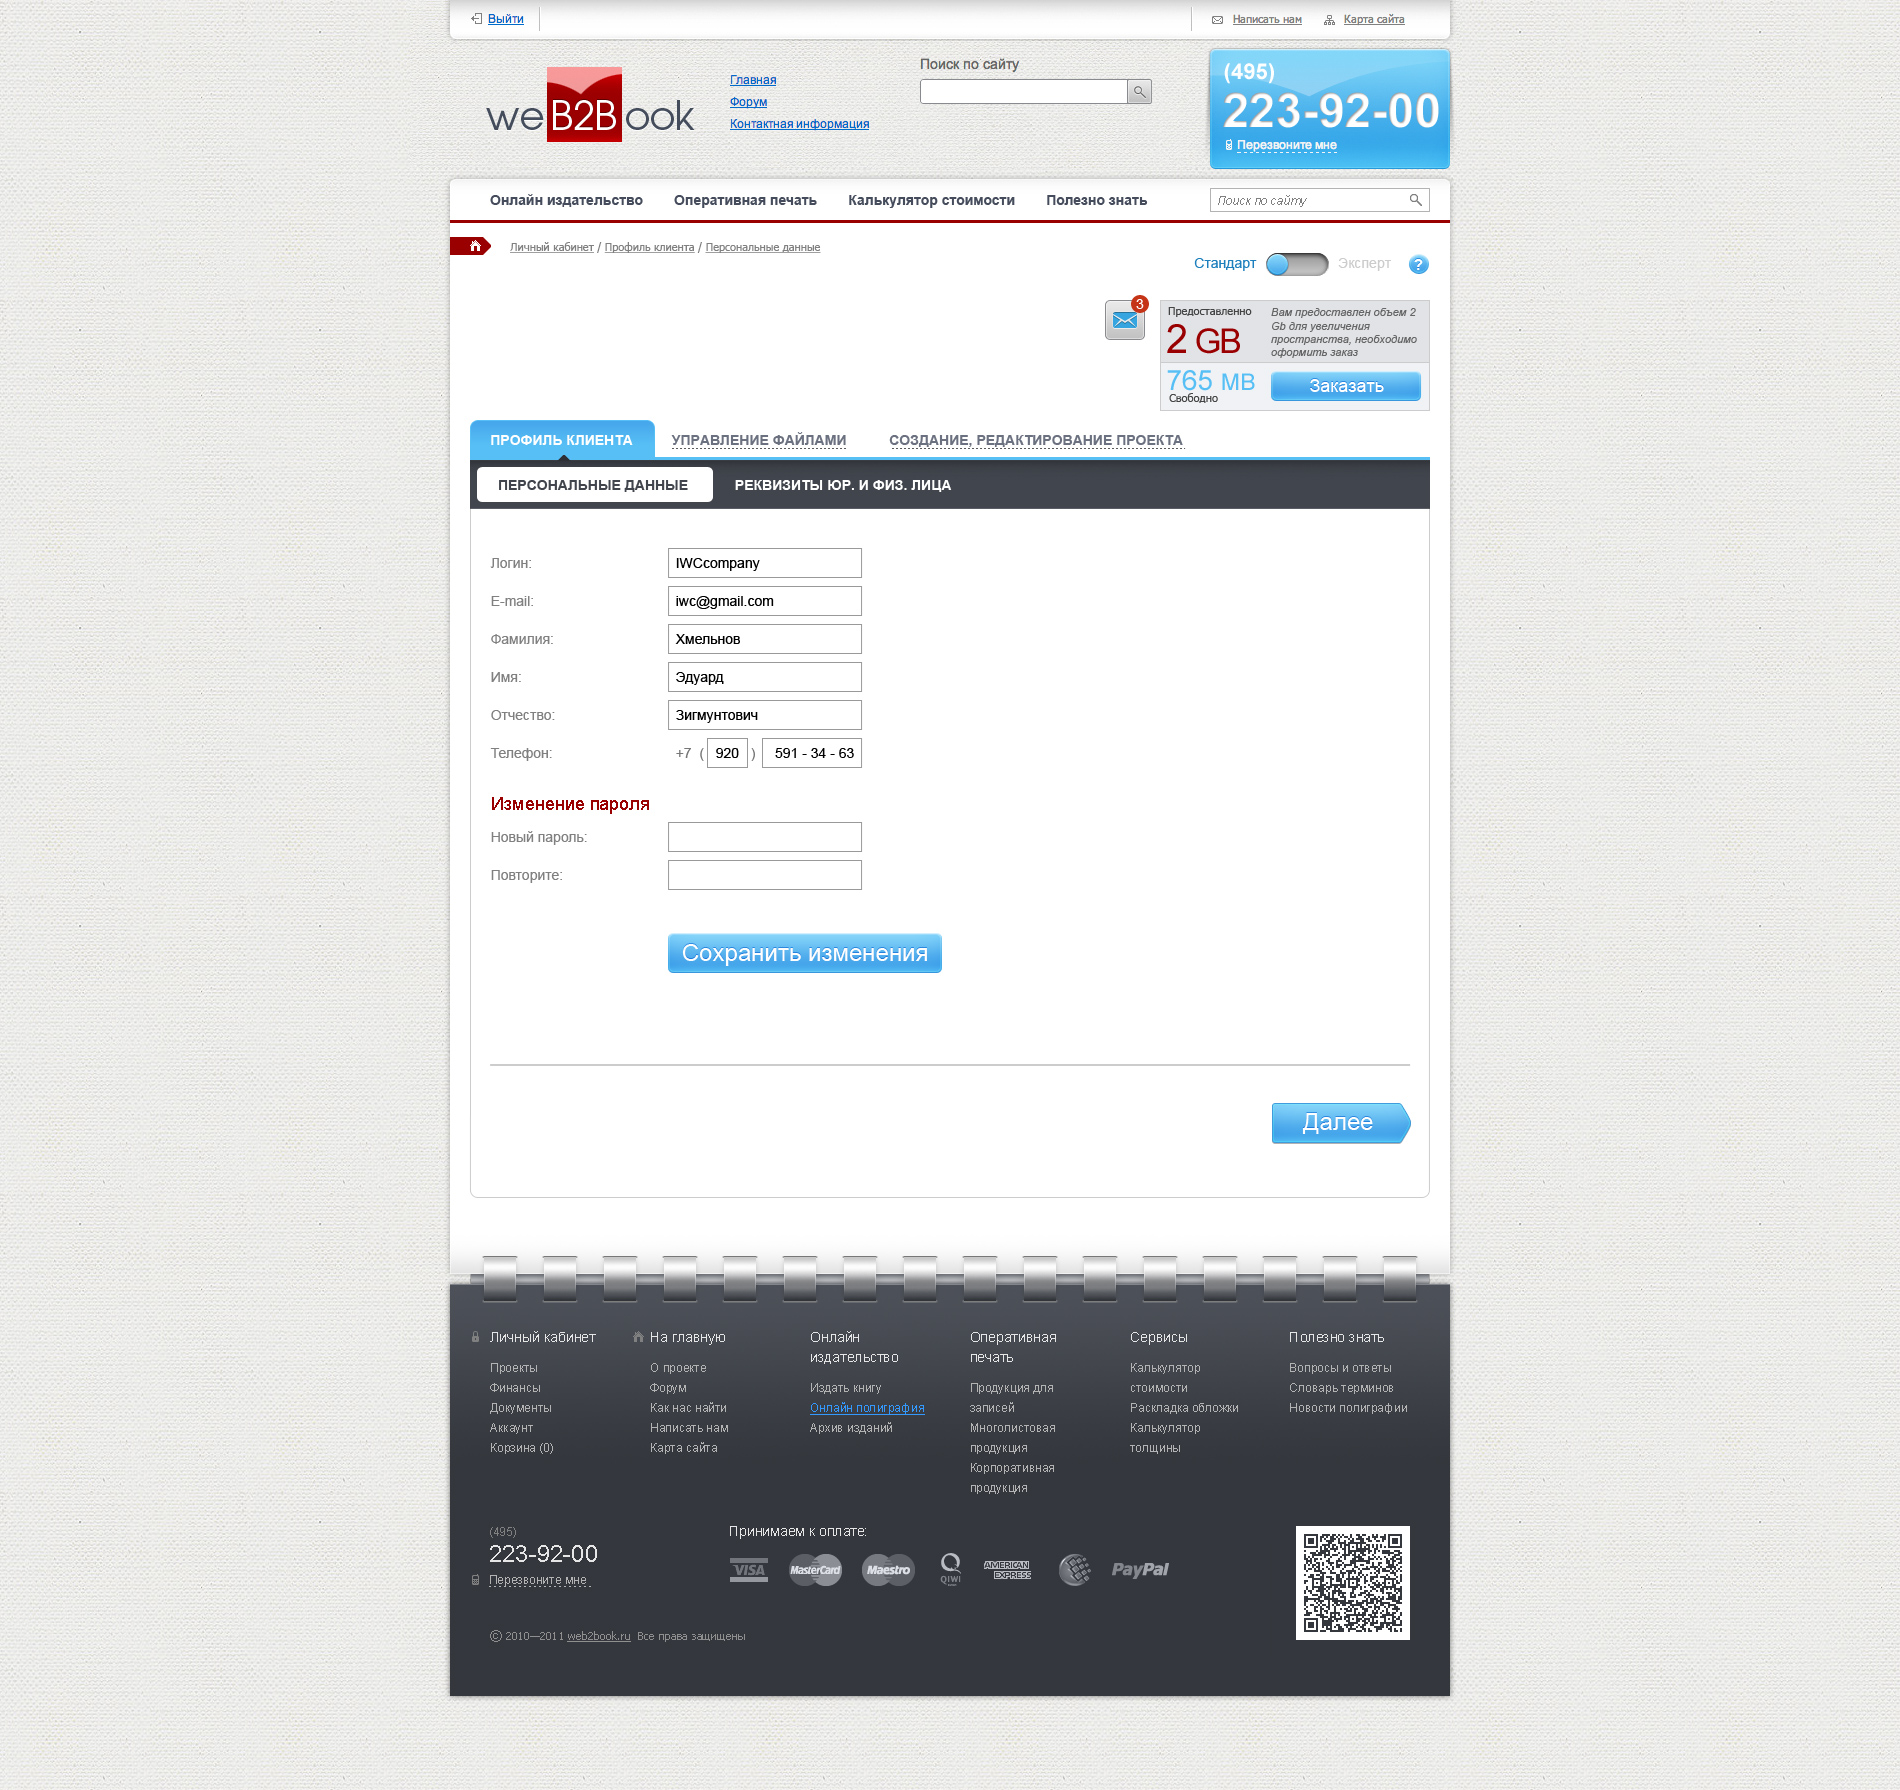 Выйти
Написать нам
Карта сайта
weB2Book
Главная
Форум
Контактная информация
Поиск по сайту
(495)
223-92-00
Перезвоните мне
Онлайн издательство
Оперативная печать
Калькулятор стоимости
Полезно знать
Поиск по сайту
Личный кабинет / Профиль клиента / Персональные данные
Стандарт
Эксперт
?
3
Предоставленно
2 GB
Вам предоставлен объем 2
Gb для увеличения
пространства, необходимо
оформить заказ
765 MB
Свободно
Заказать
ПРОФИЛЬ КЛИЕНТА
УПРАВЛЕНИЕ ФАЙЛАМИ
СОЗДАНИЕ, РЕДАКТИРОВАНИЕ ПРОЕКТА
ПЕРСОНАЛЬНЫЕ ДАННЫЕ
РЕКВИЗИТЫ ЮР. И ФИЗ. ЛИЦА
Логин: IWCcompany
E-mail: iwc@gmail.com
Фамилия: Хмельнов
Имя: Эдуард
Отчество: Зигмунтович
Телефон: +7 ( 920 ) 591 - 34 - 63
Изменение пароля
Новый пароль:
Повторите:
Сохранить изменения
Далее
Личный кабинет
Проекты
Финансы
Документы
Аккаунт
Корзина (0)
На главную
О проекте
Форум
Как нас найти
Написать нам
Карта сайта
Онлайн
издательство
Издать книгу
Онлайн полиграфия
Архив изданий
Оперативная
печать
Продукция для
записей
Многолистовая
продукция
Корпоративная
продукция
Сервисы
Калькулятор
стоимости
Раскладка обложки
Калькулятор
толщины
Полезно знать
Вопросы и ответы
Словарь терминов
Новости полиграфии
(495)
223-92-00
Перезвоните мне
Принимаем к оплате:
VISA
MasterCard
Maestro
QIWI
AMERICAN
EXPRESS
PayPal
© 2010—2011 web2book.ru Все права защищены